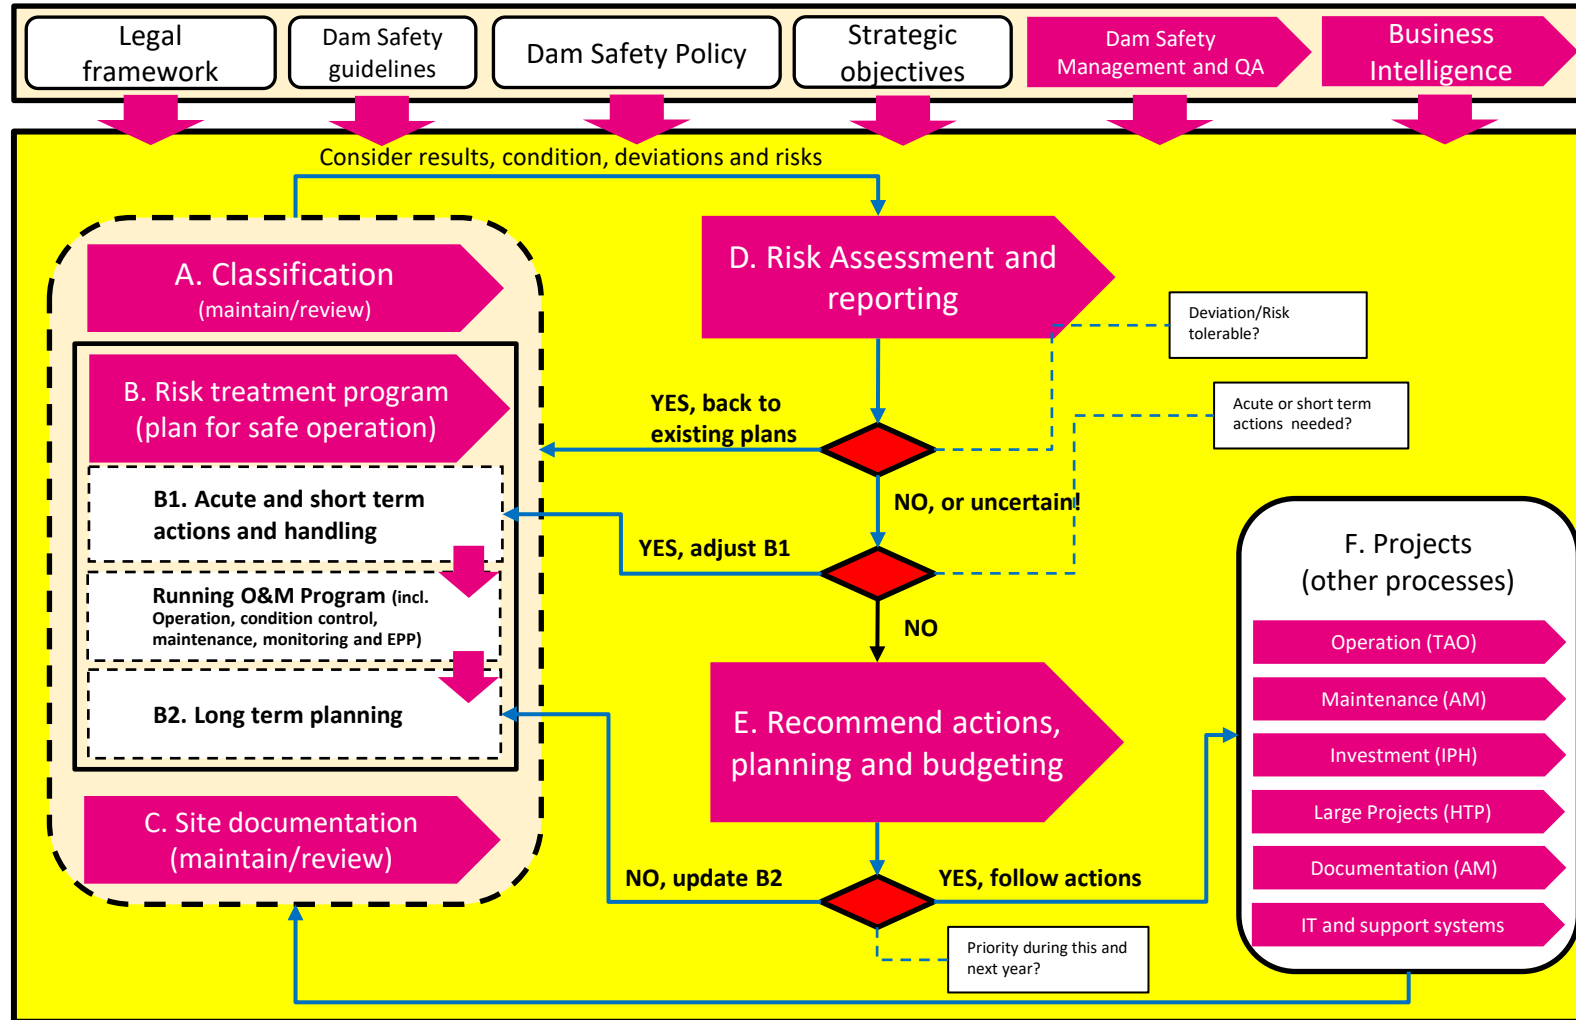 Legal
framework
Dam Safety
guidelines
Dam Safety Policy
Strategic
objectives
Dam Safety
Management and QA
Business
Intelligence
Consider results, condition, deviations and risks
A. Classification
(maintain/review)
B. Risk treatment program
(plan for safe operation)
B1. Acute and short term
actions and handling
Running O&M Program (incl.
Operation, condition control,
maintenance, monitoring and EPP)
B2. Long term planning
C. Site documentation
(maintain/review)
D. Risk Assessment and
reporting
Deviation/Risk
tolerable?
YES, back to
existing plans
Acute or short term
actions  needed?
NO, or uncertain!
YES, adjust B1
NO
E. Recommend actions,
planning and budgeting
NO, update B2
YES, follow actions
Priority during this and
next year?
F. Projects
(other processes)
Operation (TAO)
Maintenance (AM)
Investment (IPH)
Large Projects (HTP)
Documentation (AM)
IT and support systems